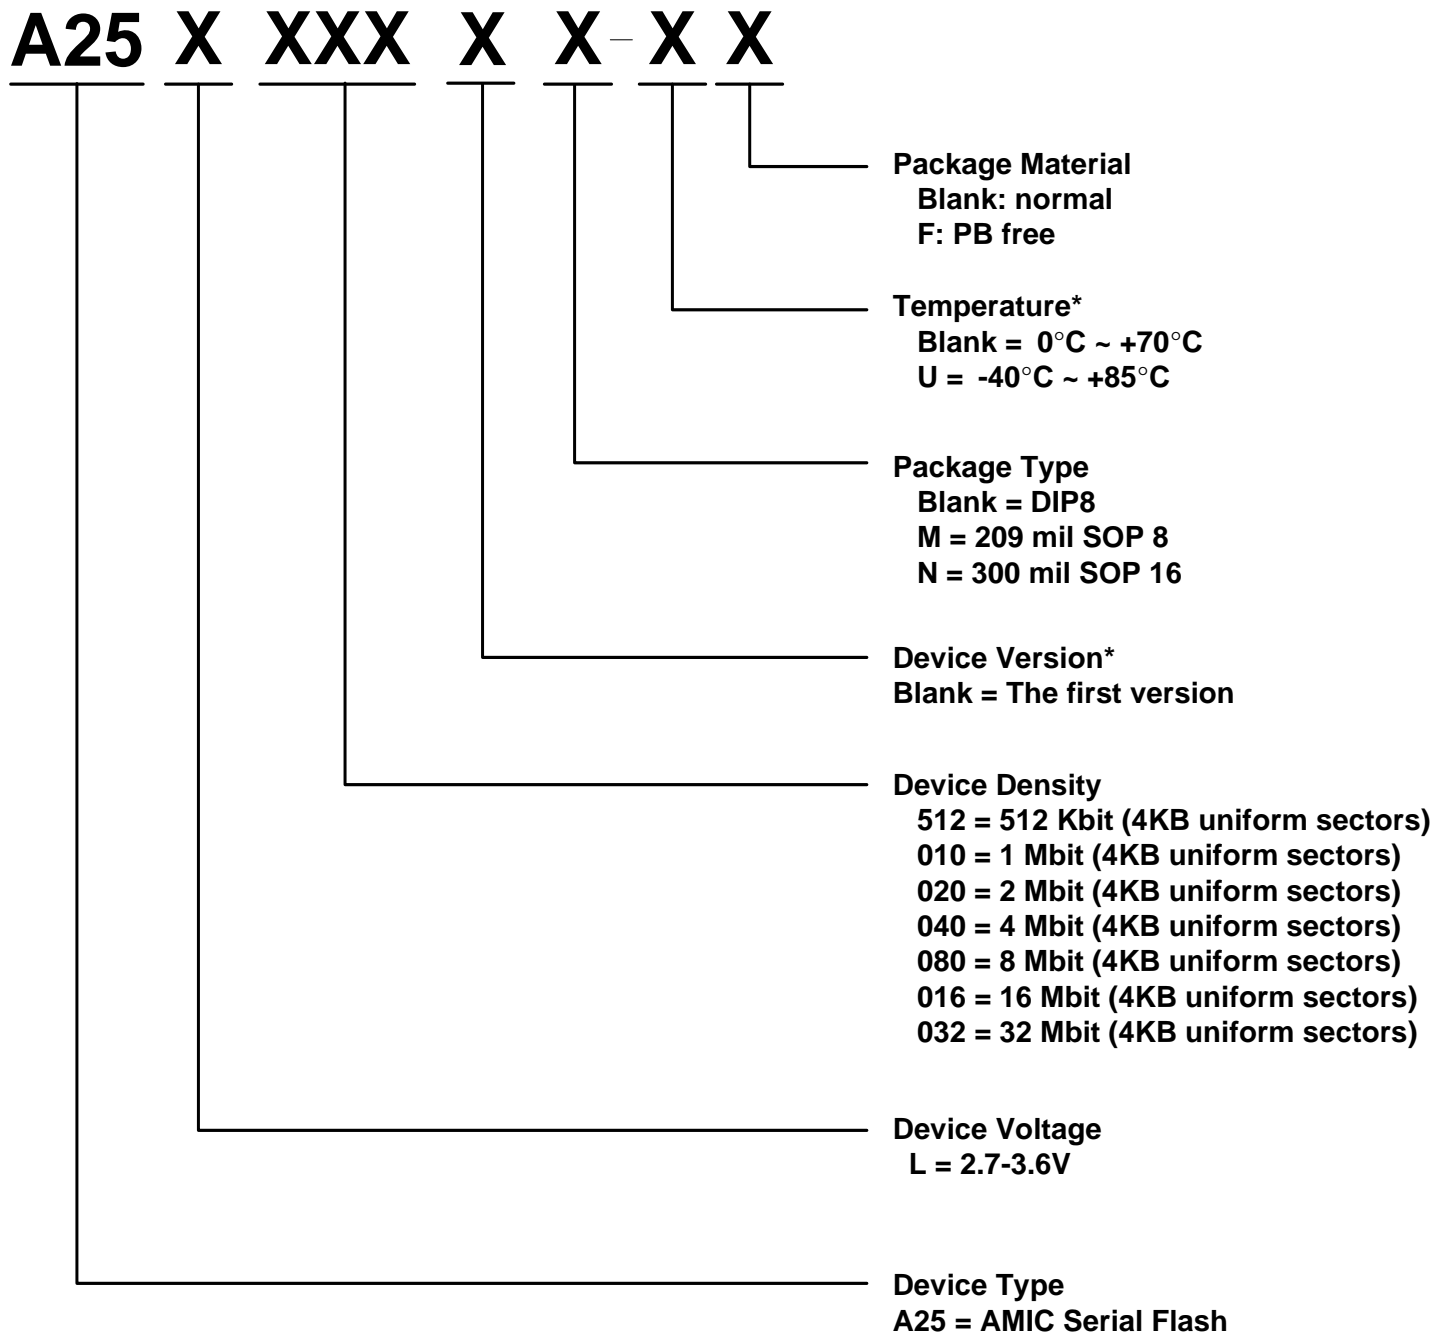 A25 X XXX X X - X X
Package Material
Blank: normal
F: PB free
Temperature*
Blank = 0°C ~ +70°C
U = -40°C ~ +85°C
Package Type
Blank = DIP8
M = 209 mil SOP 8
N = 300 mil SOP 16
Device Version*
Blank = The first version
Device Density
512 = 512 Kbit (4KB uniform sectors)
010 = 1 Mbit (4KB uniform sectors)
020 = 2 Mbit (4KB uniform sectors)
040 = 4 Mbit (4KB uniform sectors)
080 = 8 Mbit (4KB uniform sectors)
016 = 16 Mbit (4KB uniform sectors)
032 = 32 Mbit (4KB uniform sectors)
Device Voltage
L = 2.7-3.6V
Device Type
A25 = AMIC Serial Flash